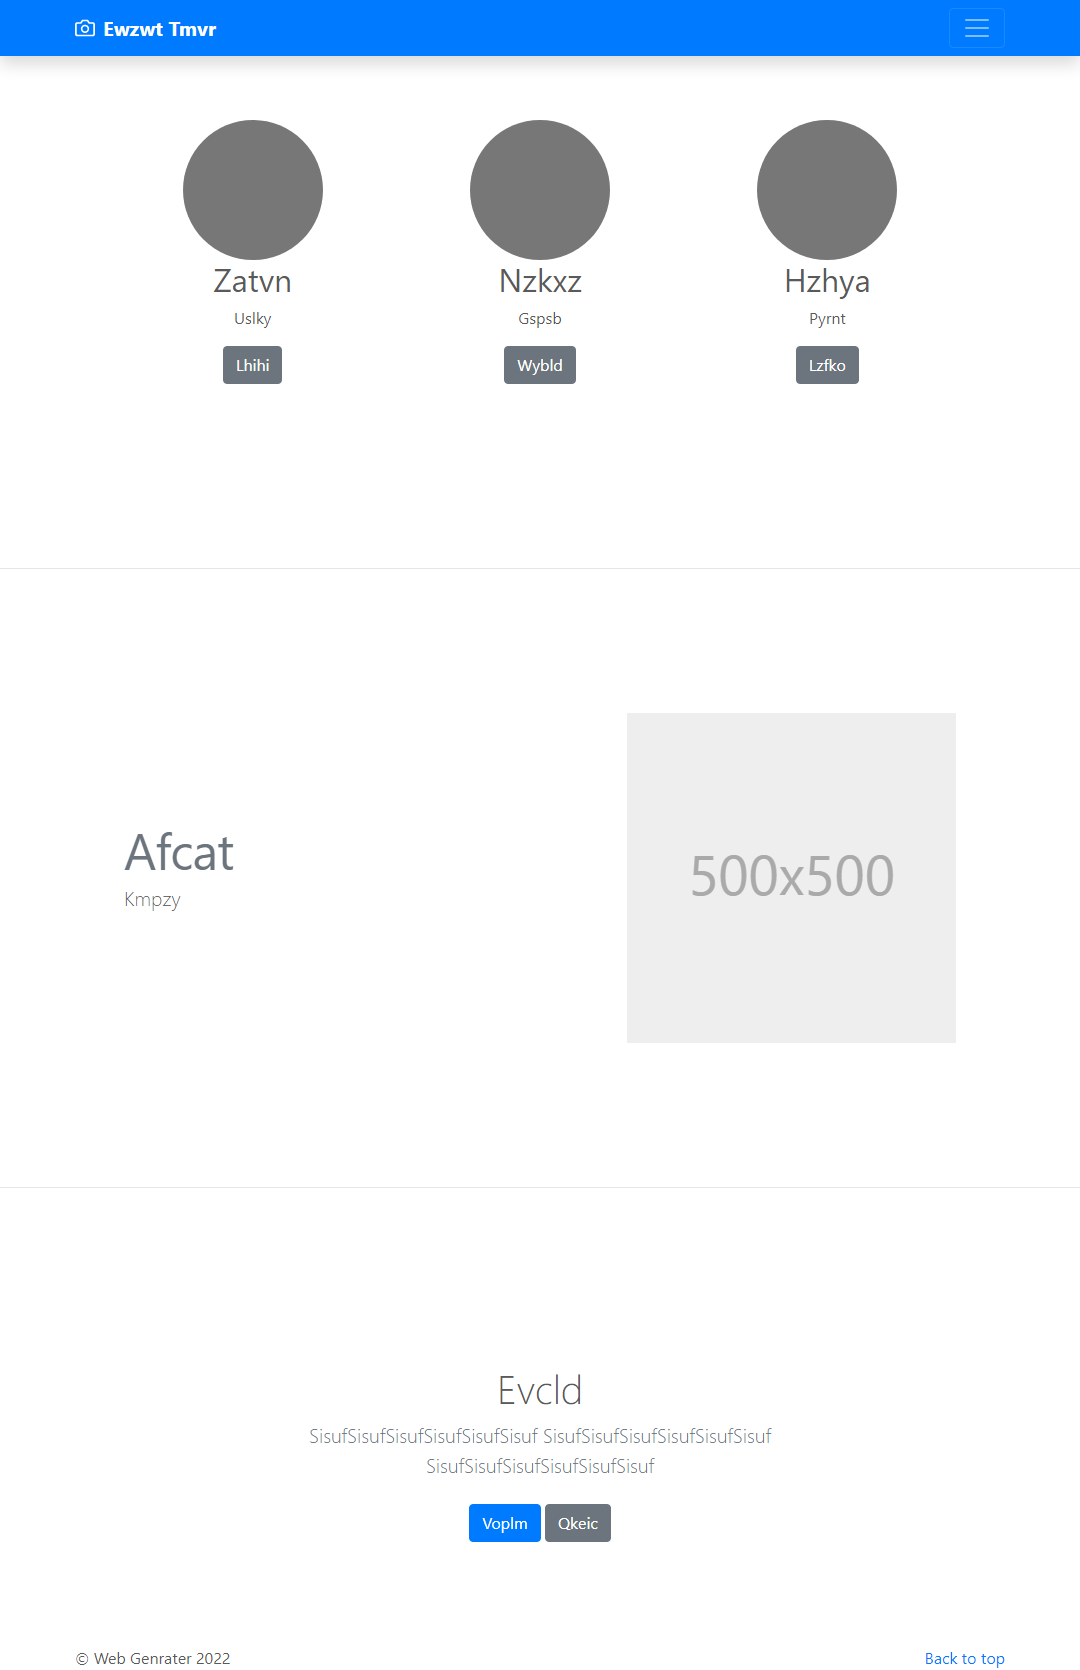 Ewzwt Tmvr
Zatvn
Uslky
Lhihi
Nzkxz
Gspsb
Wybld
Hzhya
Pyrnt
Lzfko
Afcat
Kmpzy
500x500
Evcld
SisufSisufSisufSisufSisufSisuf SisufSisufSisufSisufSisufSisuf
SisufSisufSisufSisufSisufSisuf
Voplm
Qkeic
© Web Genrater 2022
Back to top